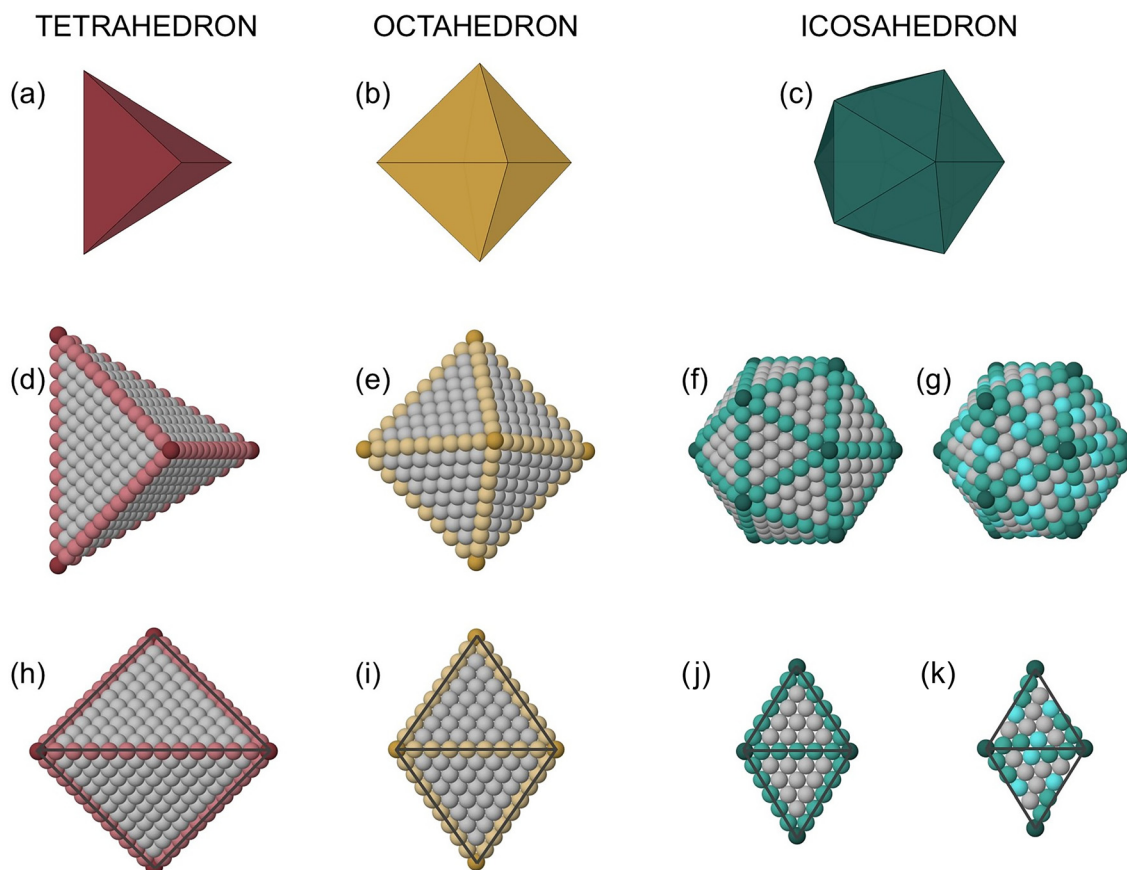 TETRAHEDRON OCTAHEDRON ICOSAHEDRON
(a) (b) (c)
(d) (e) (f) (g)
(h) (i) (j) (k)